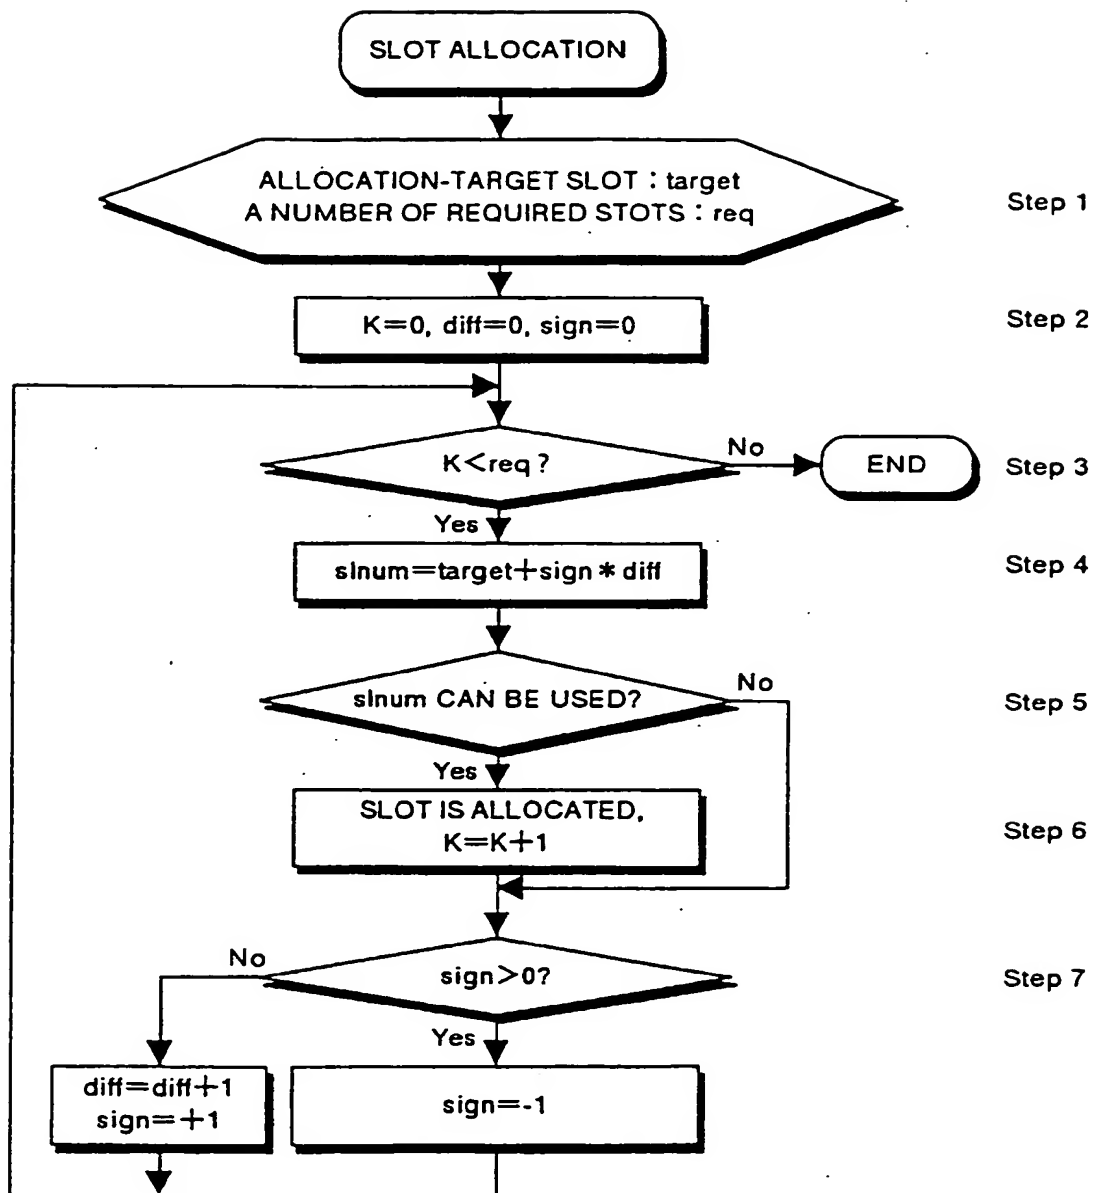 SLOT ALLOCATION
ALLOCATION-TARGET SLOT : target
A NUMBER OF REQUIRED STOTS : req
Step 1
K=0, diff=0, sign=0
Step 2
K<req ?
No
END
Step 3
Yes
slnum=target+sign * diff
Step 4
slnum CAN BE USED?
No
Step 5
Yes
SLOT IS ALLOCATED,
K=K+1
Step 6
No
sign>0?
Step 7
Yes
diff=diff+1
sign=+1
sign=-1